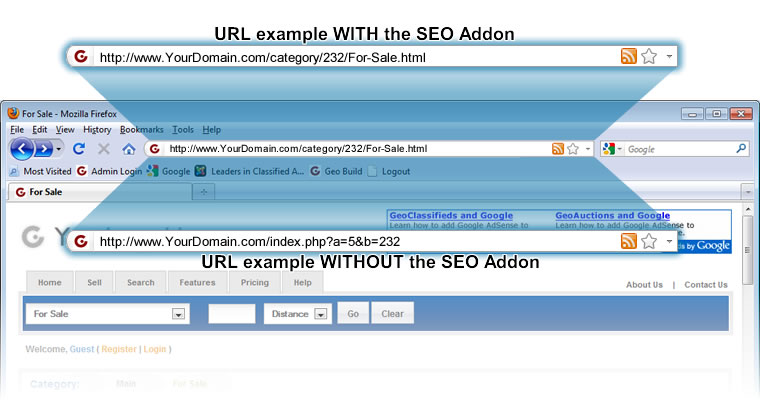 URL example WITH the SEO Addon
http://www.YourDomain.com/category/232/For-Sale.html
For Sale - Mozilla Firefox
File Edit View History Bookmarks Tools Help
http://www.YourDomain.com/category/232/For-Sale.html
Google
Most Visited Admin Login Google Leaders in Classified A... Geo Build Logout
For Sale
GeoClassifieds and Google GeoAuctions and Google
Learn how to add Google AdSense to Learn how to add AdSense to
http://www.YourDomain.com/index.php?a=5&b=232
by Google
URL example WITHOUT the SEO Addon
Home Sell Search Features Pricing Help
About Us | Contact Us
For Sale Distance Go Clear
Welcome, Guest ( Register | Login )
Category: Main For Sale